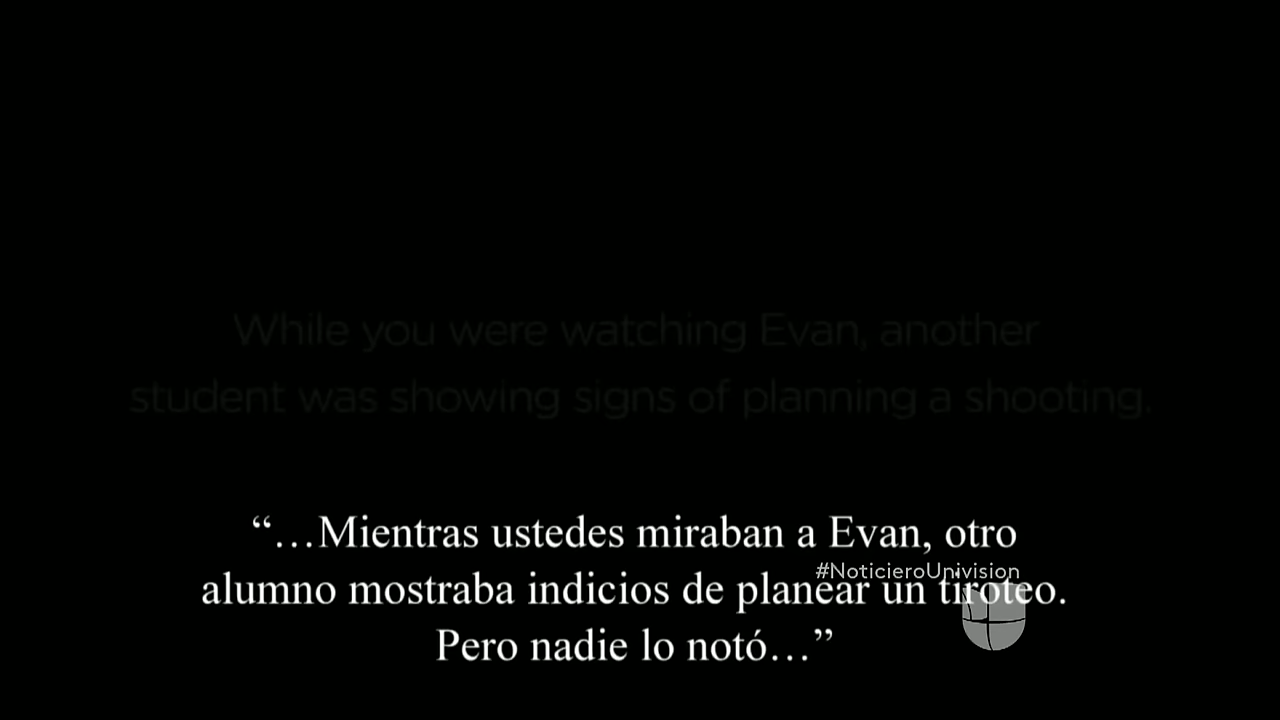 While you were watching Evan, another
student was showing signs of planning a shooting.
“…Mientras ustedes miraban a Evan, otro
#NoticieroUnivision
alumno mostraba indicios de planear un tiroteo.
Pero nadie lo notó…”